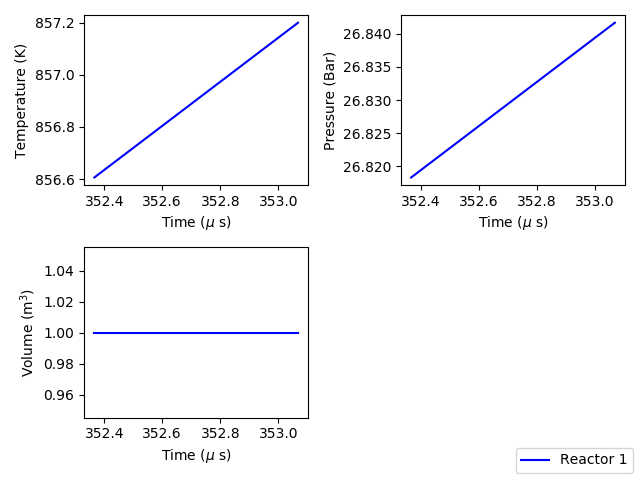 857.2
857.0
856.8
856.6
Temperature (K)
352.4 352.6 352.8 353.0
Time (μ s)
26.840
26.835
26.830
26.825
26.820
Pressure (Bar)
352.4 352.6 352.8 353.0
Time (μ s)
1.04
1.02
1.00
0.98
0.96
Volume (m³)
352.4 352.6 352.8 353.0
Time (μ s)
Reactor 1